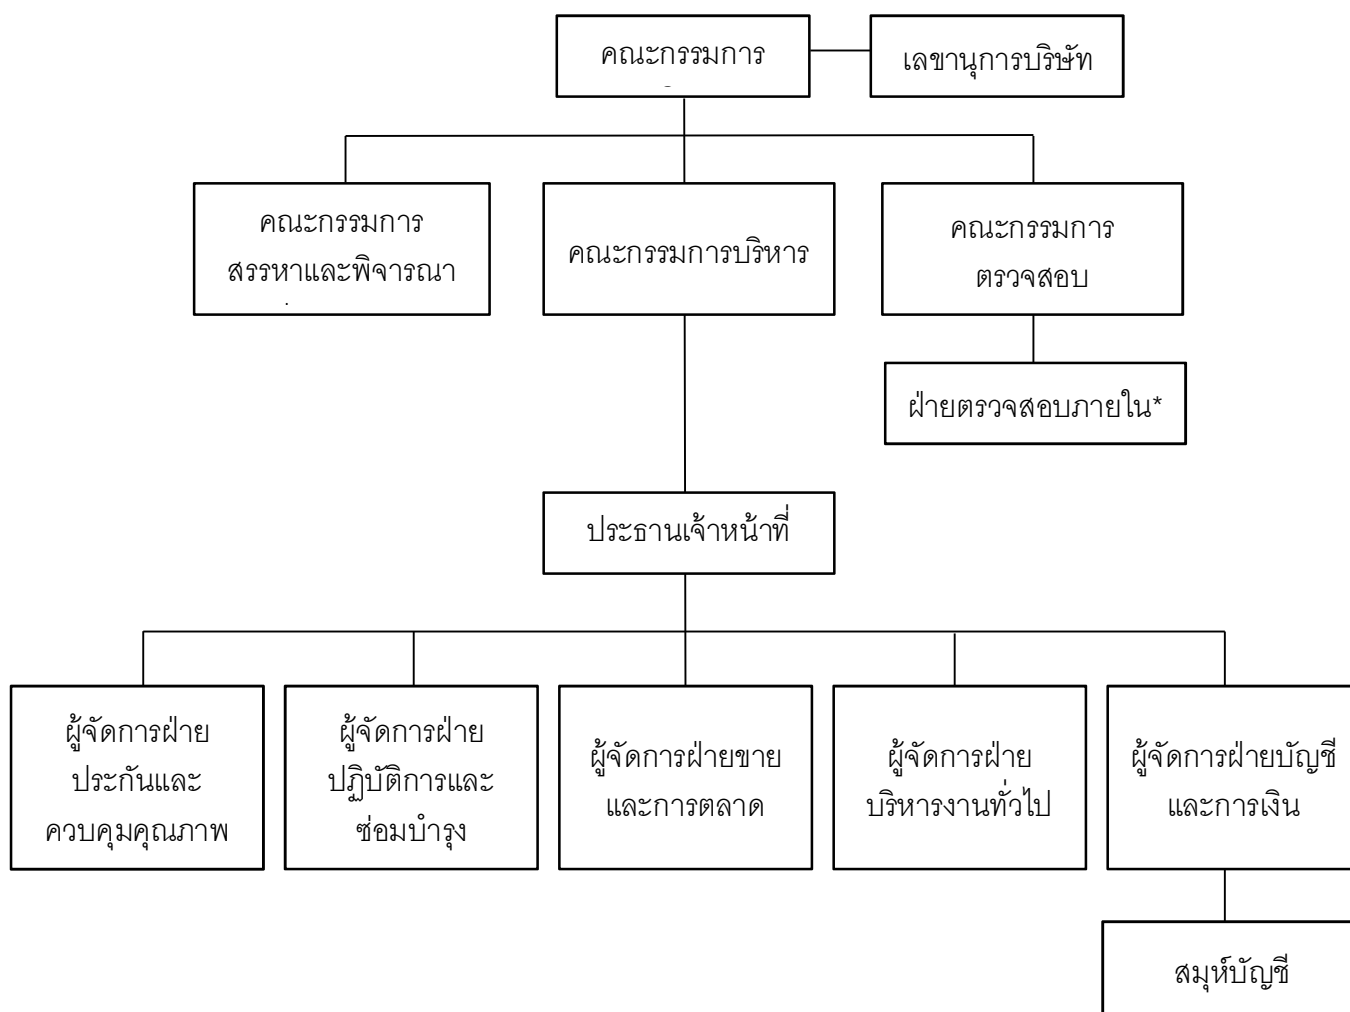 คณะกรรมการ
เลขานุการบริษัท
คณะกรรมการ
สรรหาและพิจารณา
คณะกรรมการบริหาร
คณะกรรมการ
ตรวจสอบ
ฝ่ายตรวจสอบภายใน*
ประธานเจ้าหน้าที่
ผู้จัดการฝ่าย
ประกันและ
ควบคุมคุณภาพ
ผู้จัดการฝ่าย
ปฏิบัติการและ
ซ่อมบำรุง
ผู้จัดการฝ่ายขาย
และการตลาด
ผู้จัดการฝ่าย
บริหารงานทั่วไป
ผู้จัดการฝ่ายบัญชี
และการเงิน
สมุห์บัญชี